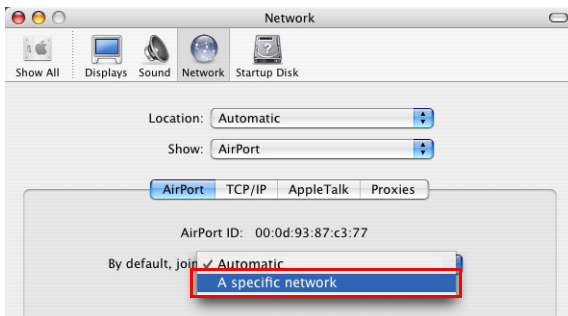 Network
Show All Displays Sound Network Startup Disk
Location: Automatic
Show: AirPort
AirPort TCP/IP AppleTalk Proxies
AirPort ID: 00:0d:93:87:c3:77
By default, join ✓ Automatic
A specific network